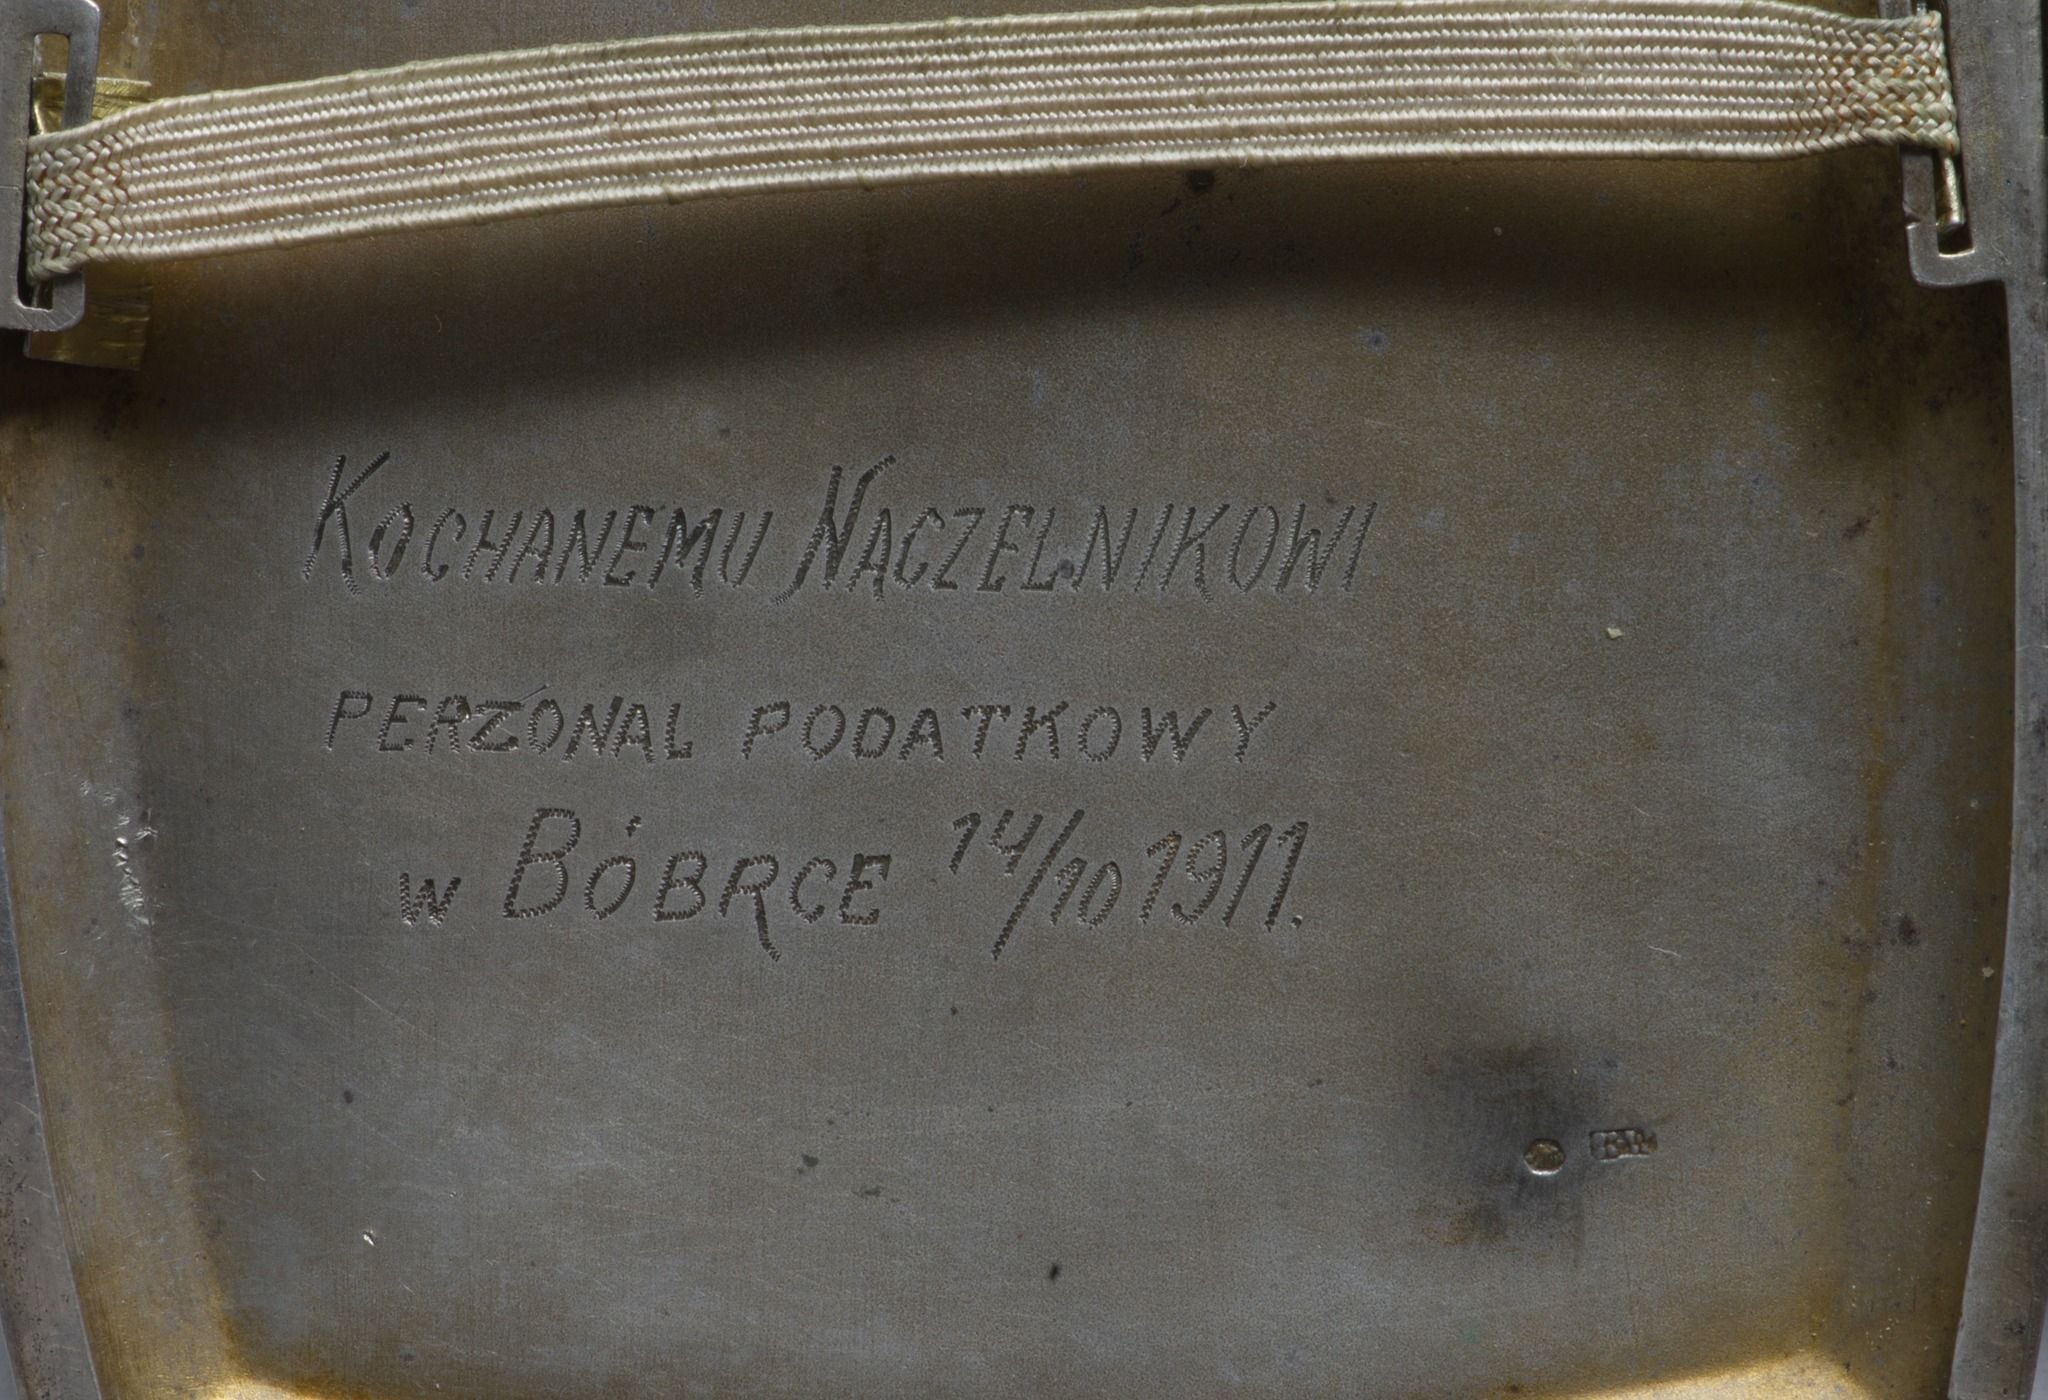 KOCHANEMU NACZELNIKOWI
PERZONAL PODATKOWY
W BÓBRCE 14/10 1911.